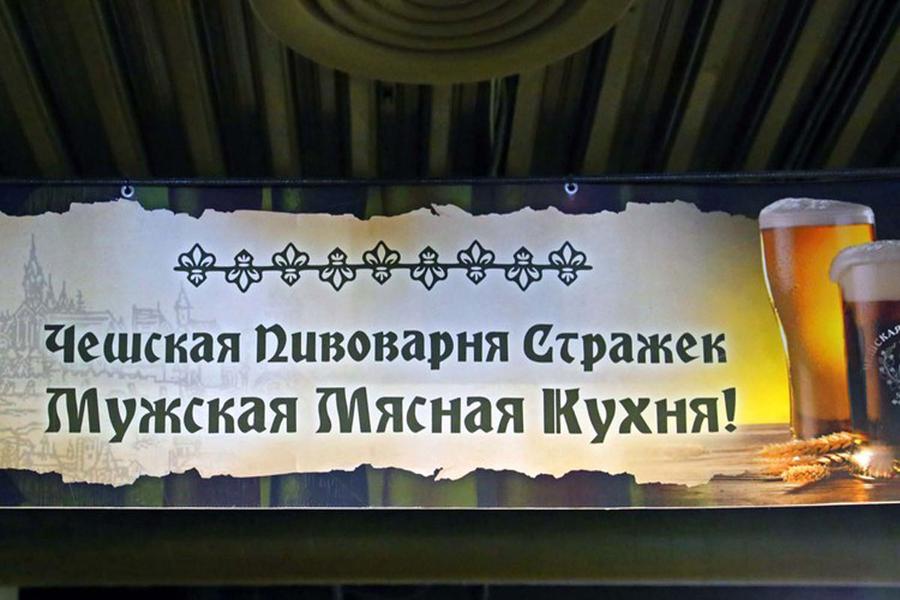 Чешская Пивоварня Стражек
Мужская Мясная Кухня!